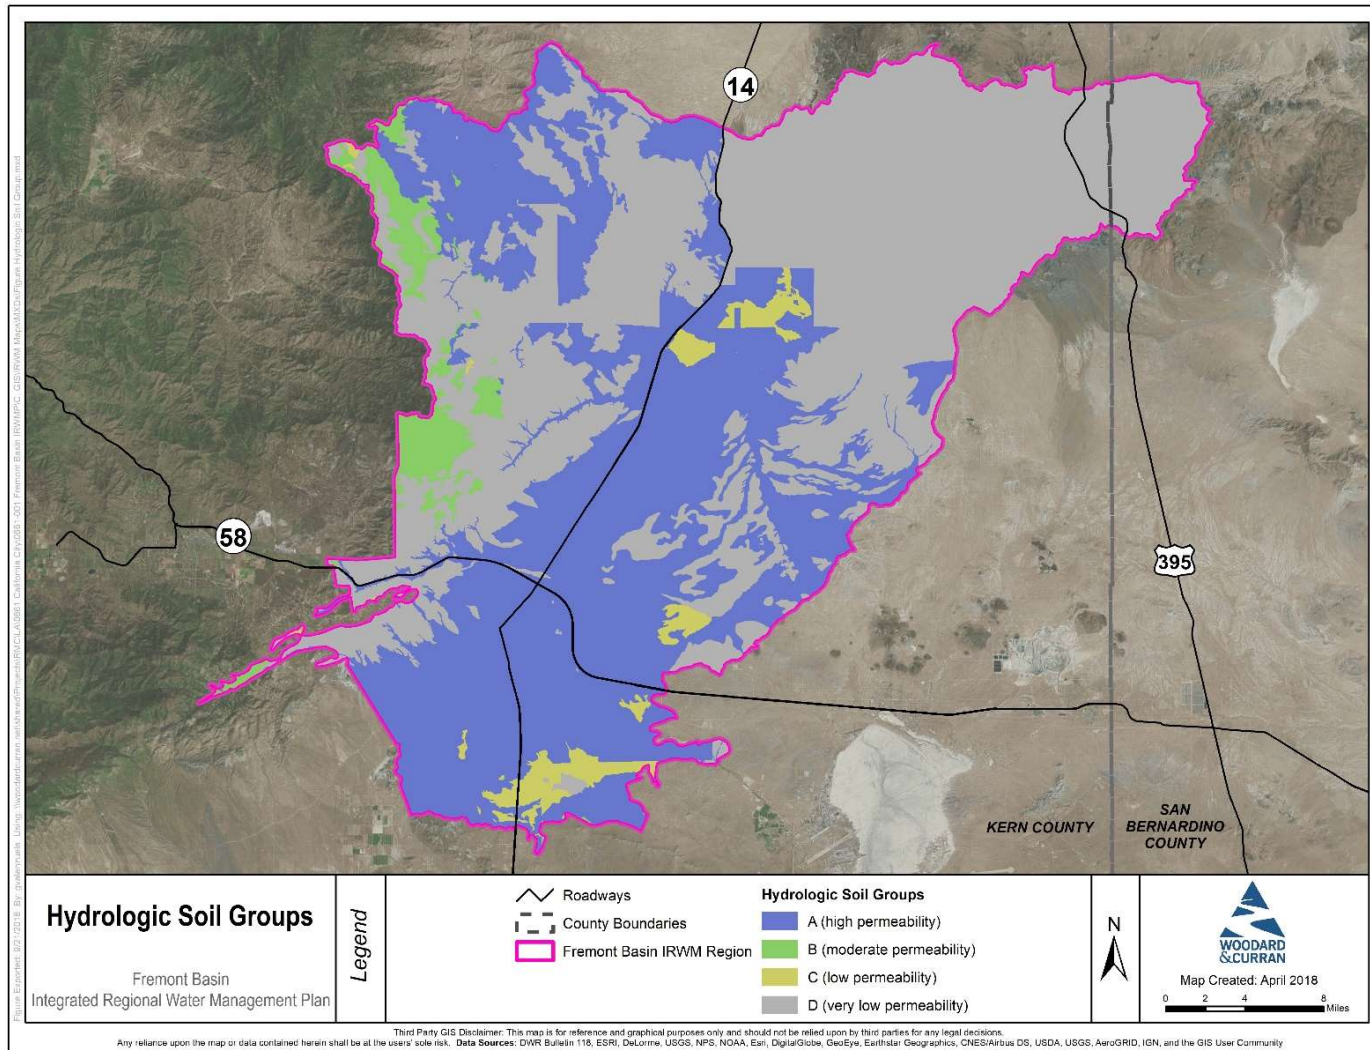 14
58
395
KERN COUNTY
SAN
BERNARDINO
COUNTY
Hydrologic Soil Groups
Fremont Basin
Integrated Regional Water Management Plan
Legend
Roadways
County Boundaries
Fremont Basin IRWM Region
Hydrologic Soil Groups
A (high permeability)
B (moderate permeability)
C (low permeability)
D (very low permeability)
N
WOODARD
&CURRAN
Map Created: April 2018
0 2 4 8
Miles
Third Party GIS Disclaimer: This map is for reference and graphical purposes only and should not be relied upon by third parties for any legal decisions.
Any reliance upon the map or data contained herein shall be at the users' sole risk. Data Sources: DWR Bulletin 118, ESRI, DeLorme, USGS, NPS, NOAA, Esri, DigitalGlobe, GeoEye, Earthstar Geographics, CNES/Airbus DS, USDA, USGS, AeroGRID, IGN, and the GIS User Community